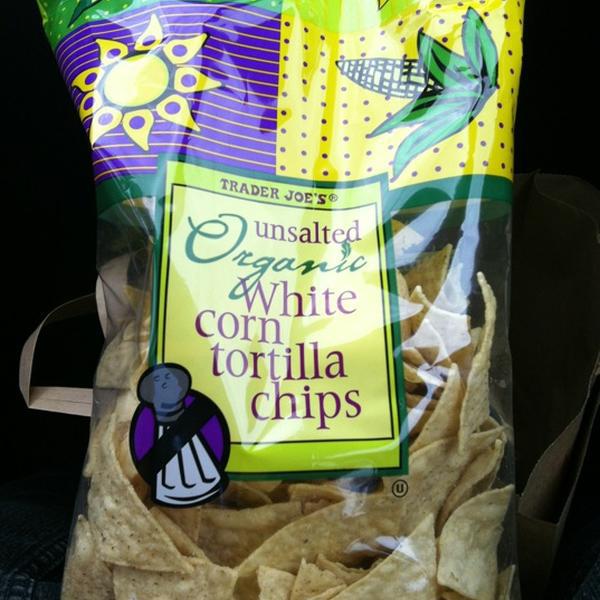 TRADER JOE'S®
unsalted
Organic
White
corn
tortilla
chips
U